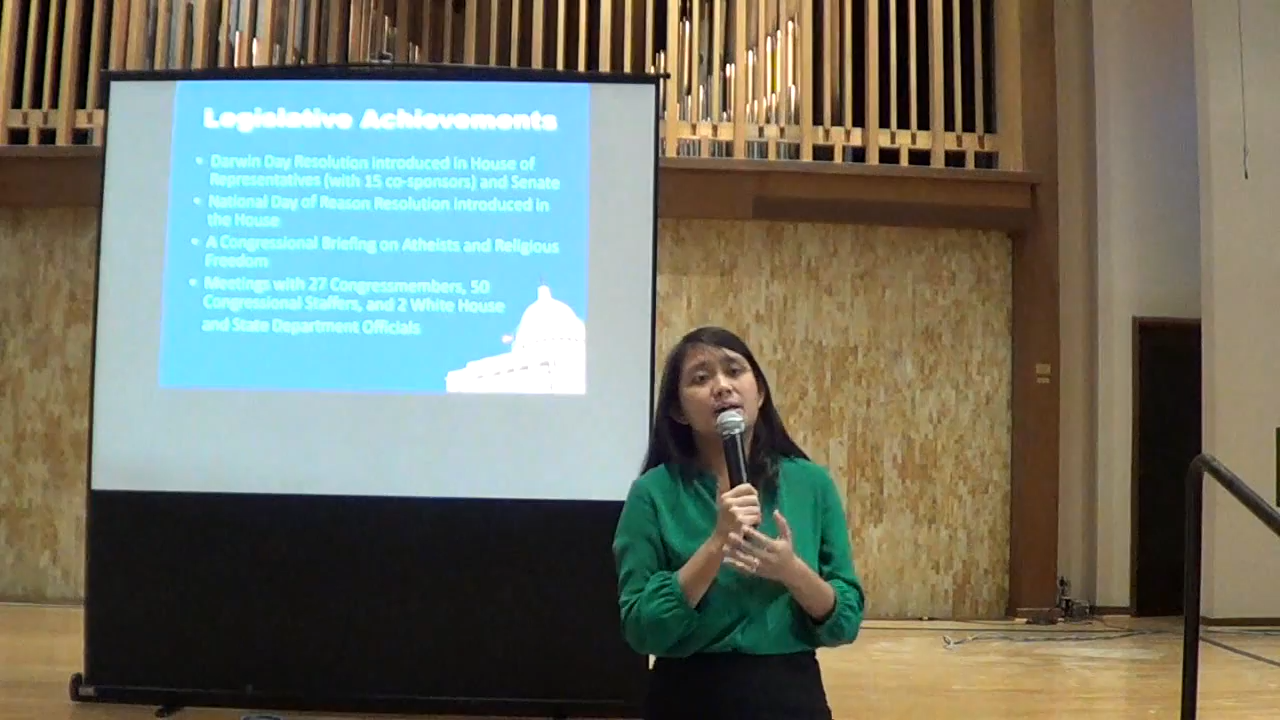 Legislative Achievements
• Darwin Day Resolution introduced in House of
Representatives (with 15 co-sponsors) and Senate
• National Day of Reason Resolution introduced in
the House
• A Congressional Briefing on Atheists and Religious
Freedom
• Meetings with 27 Congressmembers, 50
Congressional Staffers, and 2 White House
and State Department Officials